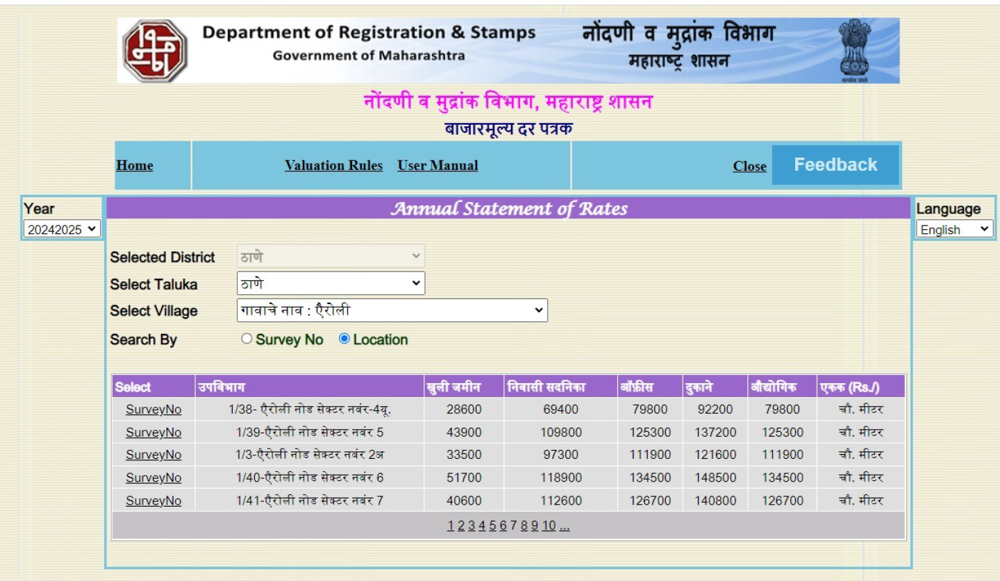 Department of Registration & Stamps नोंदणी व मुद्रांक विभाग
Government of Maharashtra महाराष्ट्र शासन
सत्यमेव जयते
नोंदणी व मुद्रांक विभाग, महाराष्ट्र शासन
बाजारमूल्य दर पत्रक
Home Valuation Rules User Manual Close Feedback
Year Annual Statement of Rates Language
20242025 English
Selected District ठाणे
Select Taluka ठाणे
Select Village गावाचे नाव : ऐैरोली
Search By Survey No Location
Select उपविभाग खुली जमीन निवासी सदनिका ऑफ़ीस दुकाने औद्योगिक एकक (Rs./)
SurveyNo 1/38- ऐैरोली नोड सेक्टर नबंर-4यू. 28600 69400 79800 92200 79800 चौ. मीटर
SurveyNo 1/39-ऐैरोली नोड सेक्टर नबंर 5 43900 109800 125300 137200 125300 चौ. मीटर
SurveyNo 1/3-ऐैरोली नोड सेक्टर नबंर 2अ 33500 97300 111900 121600 111900 चौ. मीटर
SurveyNo 1/40-ऐैरोली नोड सेक्टर नबंर 6 51700 118900 134500 148500 134500 चौ. मीटर
SurveyNo 1/41-ऐैरोली नोड सेक्टर नबंर 7 40600 112600 126700 140800 126700 चौ. मीटर
1 2 3 4 5 6 7 8 9 10 ...